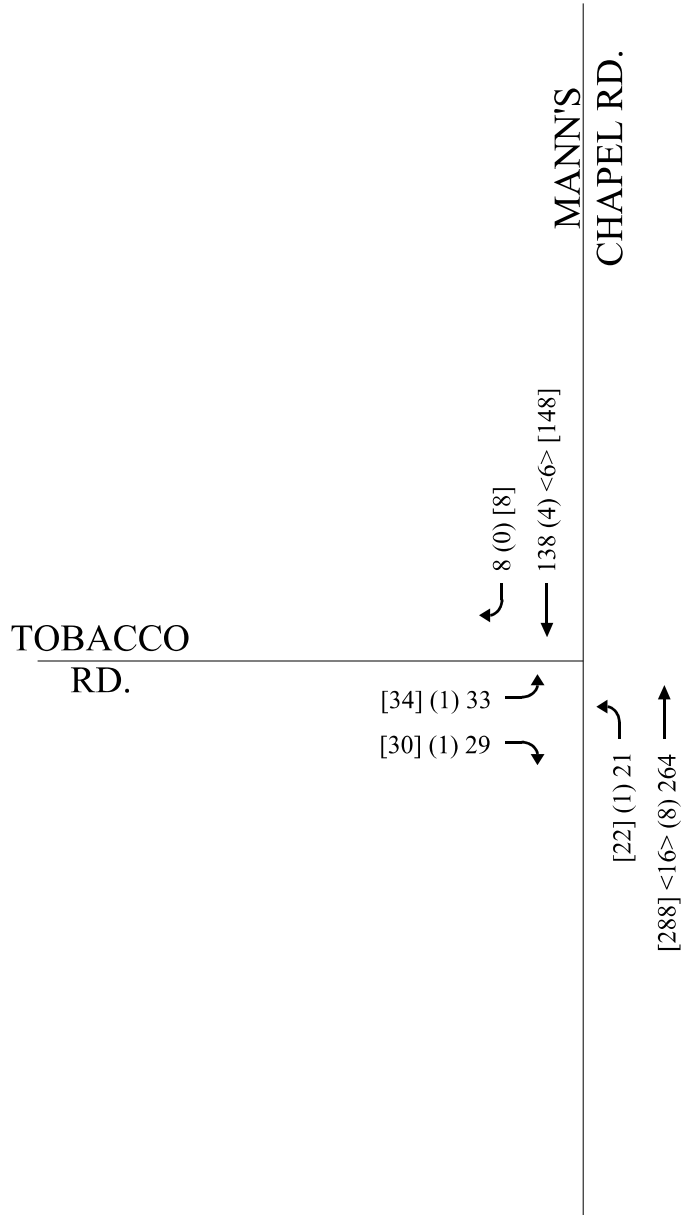 MANN'S
CHAPEL RD.
8 (0) [8]
138 (4) <6> [148]
TOBACCO
RD.
[34] (1) 33
[30] (1) 29
[22] (1) 21
[288] <16> (8) 264